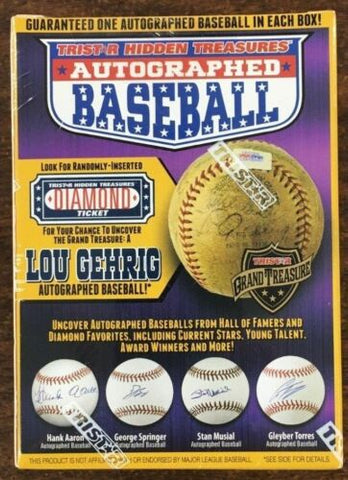 GUARANTEED ONE AUTOGRAPHED BASEBALL IN EACH BOX!
TRIST★R HIDDEN TREASURES
AUTOGRAPHED
BASEBALL
LOOK FOR RANDOMLY-INSERTED
TRIST★R HIDDEN TREASURES
DIAMOND
TICKET
FOR YOUR CHANCE TO UNCOVER
THE GRAND TREASURE: A
LOU GEHRIG
AUTOGRAPHED BASEBALL!*
TRIST★R
GRAND TREASURE
UNCOVER AUTOGRAPHED BASEBALLS FROM HALL OF FAMERS AND
DIAMOND FAVORITES, INCLUDING CURRENT STARS, YOUNG TALENT,
AWARD WINNERS AND MORE!
Hank Aaron
Autographed Baseball
George Springer
Autographed Baseball
Stan Musial
Autographed Baseball
Gleyber Torres
Autographed Baseball
THIS PRODUCT IS NOT AFFILIATED OR ENDORSED BY MAJOR LEAGUE BASEBALL.
*SEE SIDE FOR DETAILS.